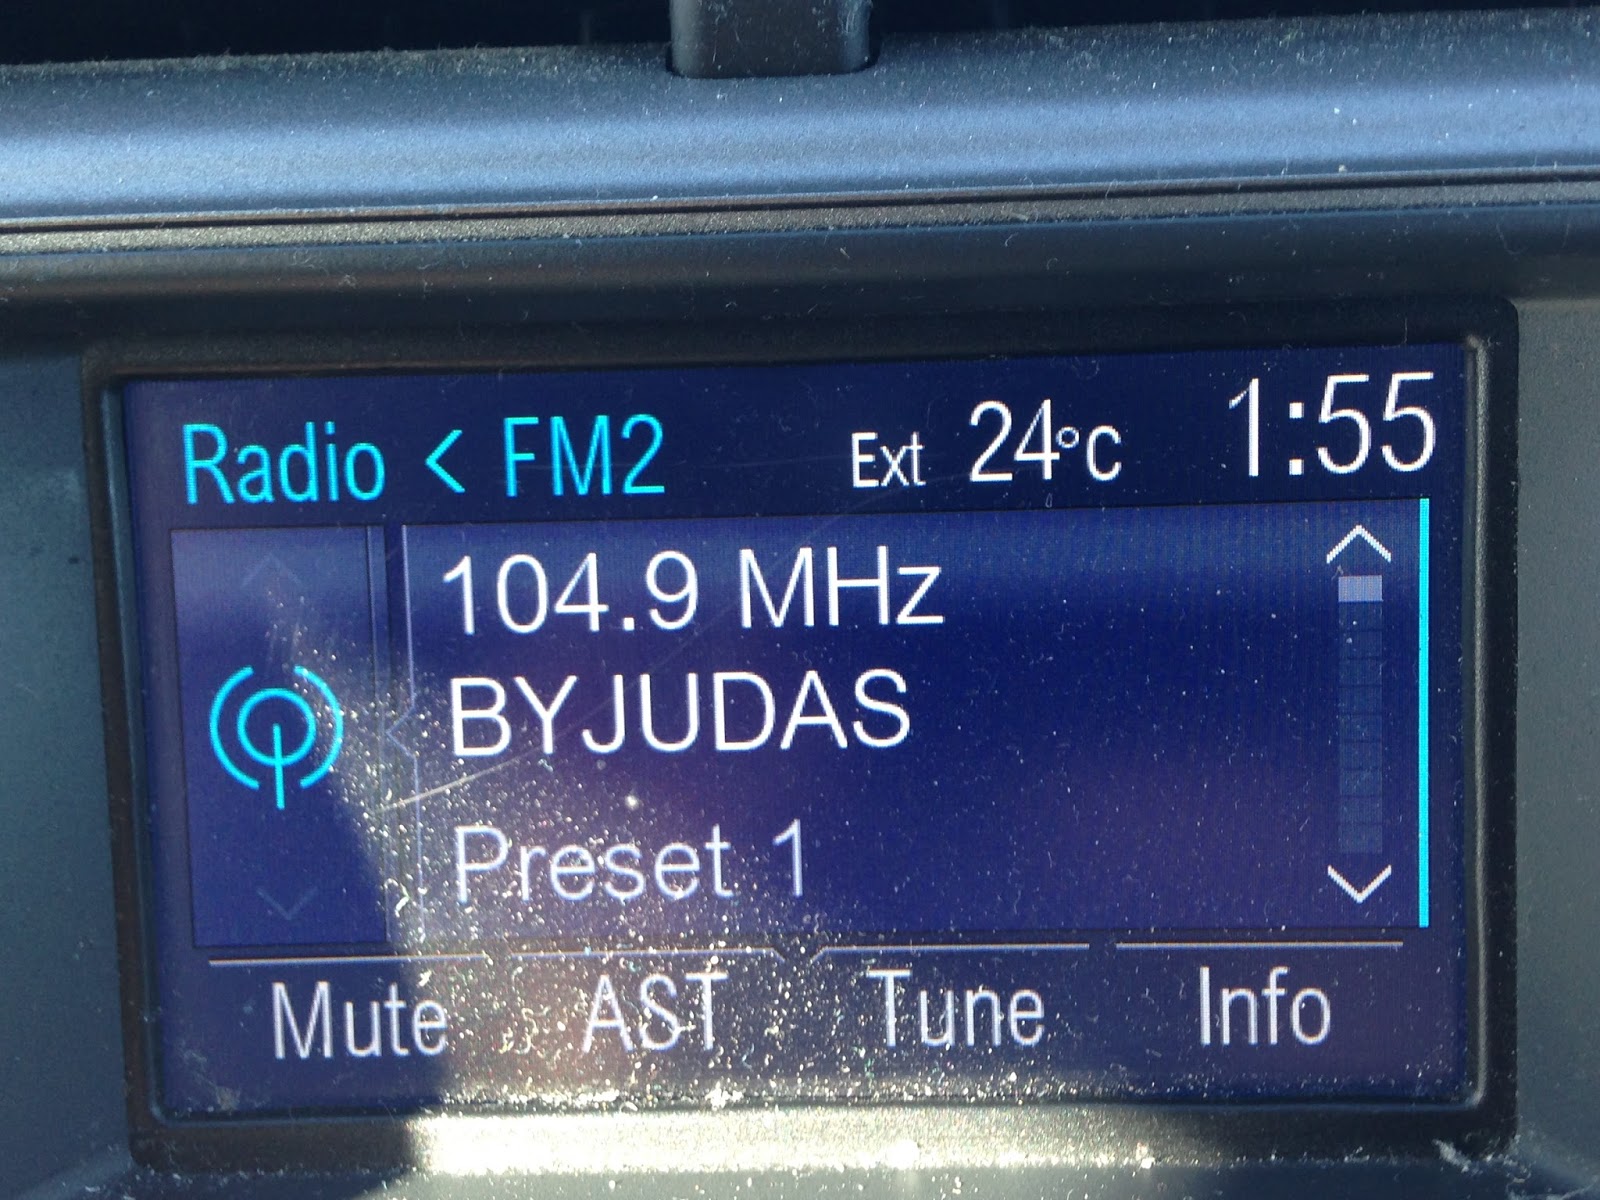 Radio < FM2 Ext 24°C 1:55
104.9 MHz
BYJUDAS
Preset 1
Mute AST Tune Info